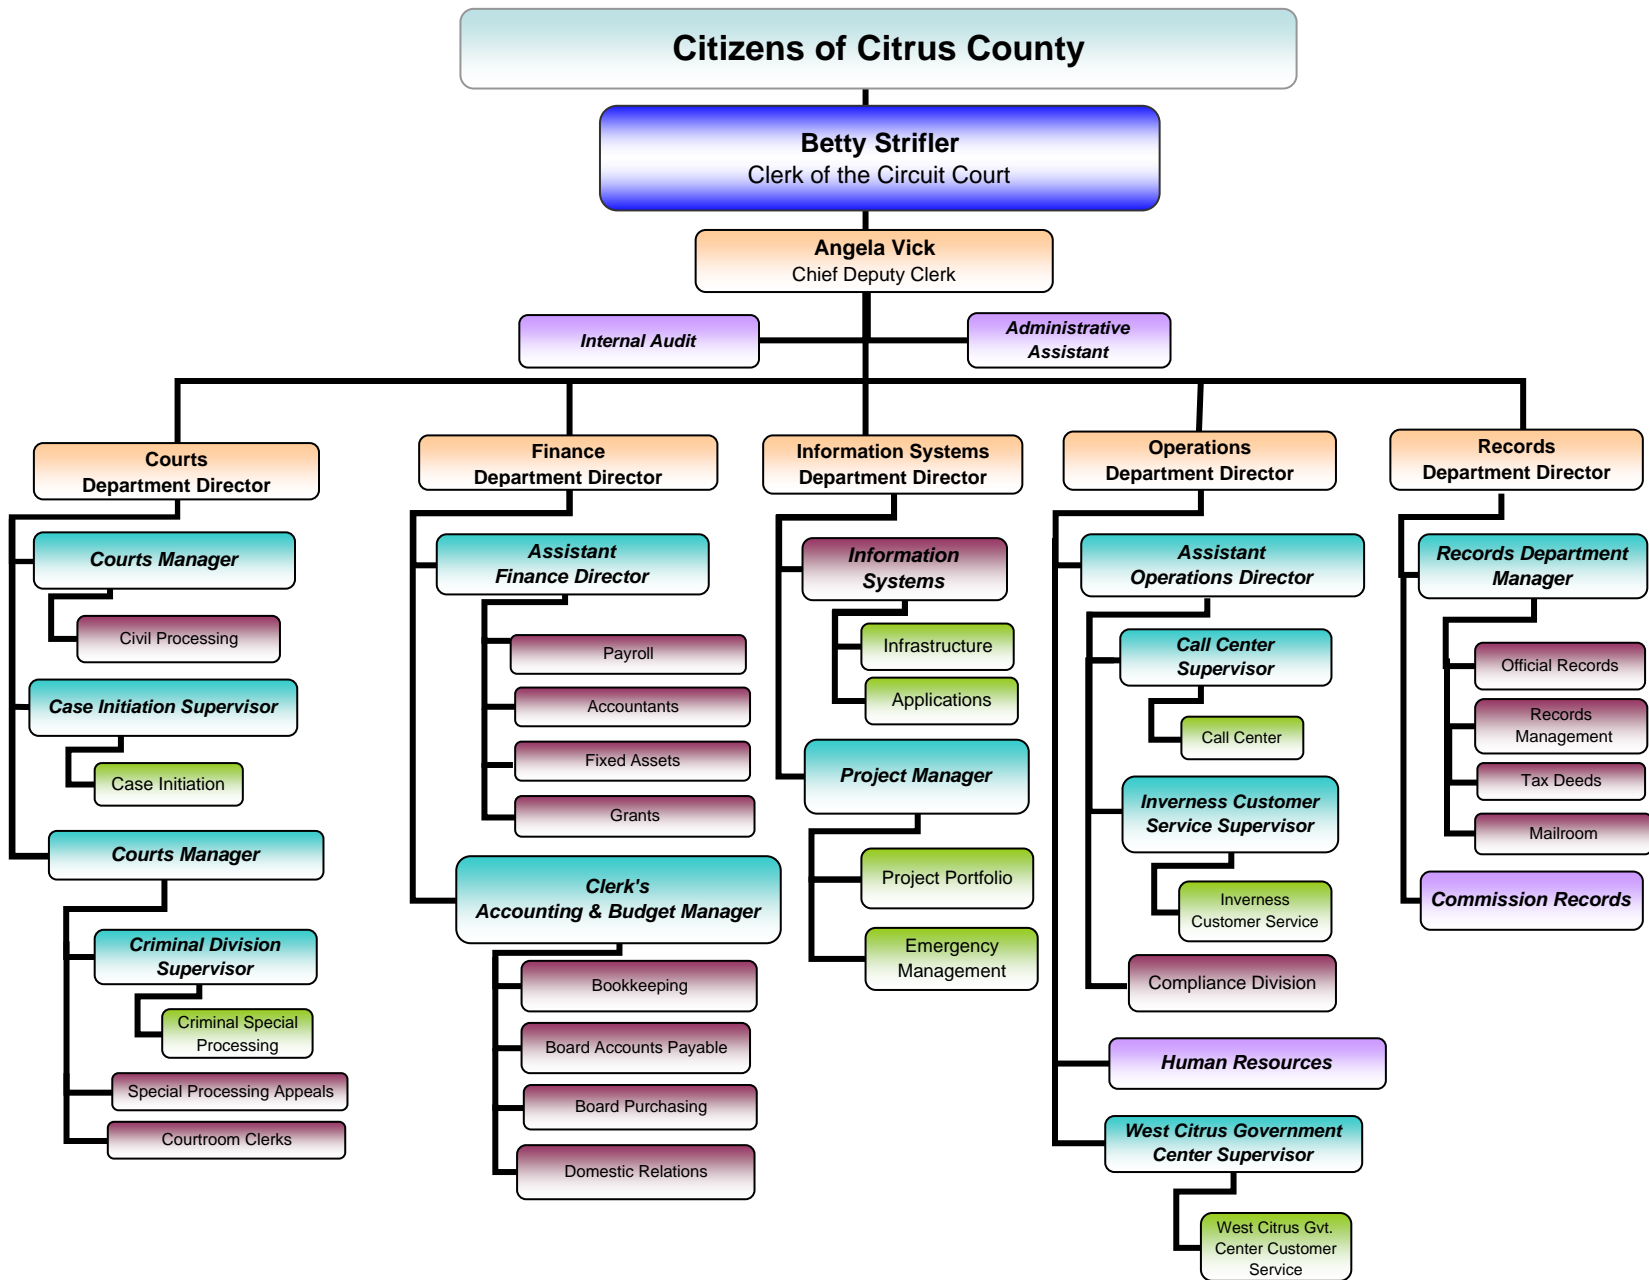 Citizens of Citrus County
Betty Strifler
Clerk of the Circuit Court
Angela Vick
Chief Deputy Clerk
Internal Audit
Administrative
Assistant
Courts
Department Director
Courts Manager
Civil Processing
Case Initiation Supervisor
Case Initiation
Courts Manager
Criminal Division
Supervisor
Criminal Special
Processing
Special Processing Appeals
Courtroom Clerks
Finance
Department Director
Assistant
Finance Director
Payroll
Accountants
Fixed Assets
Grants
Clerk's
Accounting & Budget Manager
Bookkeeping
Board Accounts Payable
Board Purchasing
Domestic Relations
Information Systems
Department Director
Information
Systems
Infrastructure
Applications
Project Manager
Project Portfolio
Emergency
Management
Operations
Department Director
Assistant
Operations Director
Call Center
Supervisor
Call Center
Inverness Customer
Service Supervisor
Inverness
Customer Service
Compliance Division
Human Resources
West Citrus Government
Center Supervisor
West Citrus Gvt.
Center Customer
Service
Records
Department Director
Records Department
Manager
Official Records
Records
Management
Tax Deeds
Mailroom
Commission Records